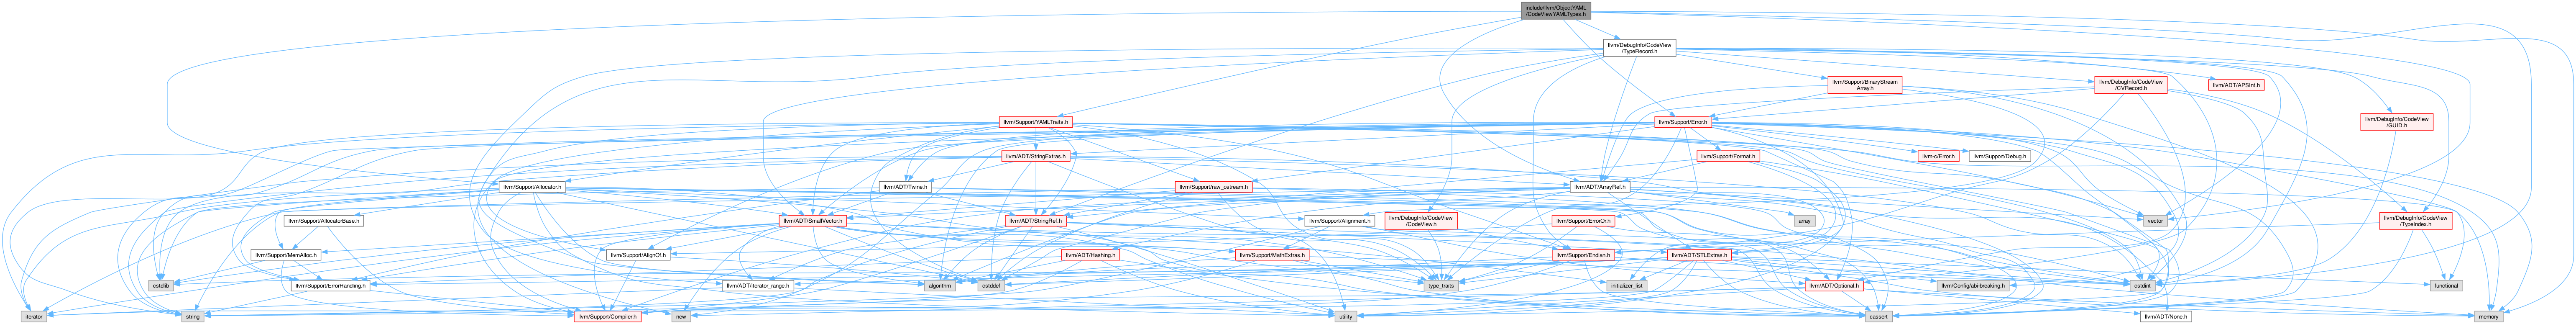 include/llvm/ObjectYAML
/CodeViewYAMLTypes.h
llvm/DebugInfo/CodeView
/TypeRecord.h
llvm/Support/BinaryStream
Array.h
llvm/DebugInfo/CodeView
/CVRecord.h
llvm/ADT/APSInt.h
llvm/Support/YAMLTraits.h
llvm/Support/Error.h
llvm/DebugInfo/CodeView
/GUID.h
llvm/ADT/StringExtras.h
llvm/Support/Format.h
llvm-c/Error.h
llvm/Support/Debug.h
llvm/Support/Allocator.h
llvm/ADT/Twine.h
llvm/Support/raw_ostream.h
llvm/ADT/ArrayRef.h
llvm/Support/AllocatorBase.h
llvm/ADT/SmallVector.h
llvm/ADT/StringRef.h
llvm/Support/Alignment.h
llvm/DebugInfo/CodeView
/CodeView.h
llvm/Support/ErrorOr.h
array
vector
llvm/DebugInfo/CodeView
/TypeIndex.h
llvm/Support/MemAlloc.h
llvm/Support/AlignOf.h
llvm/ADT/Hashing.h
llvm/Support/MathExtras.h
llvm/Support/Endian.h
llvm/ADT/STLExtras.h
cstdlib
llvm/Support/ErrorHandling.h
llvm/ADT/iterator_range.h
algorithm
cstddef
type_traits
initializer_list
llvm/ADT/Optional.h
llvm/Config/abi-breaking.h
cstdint
functional
iterator
string
llvm/Support/Compiler.h
new
utility
cassert
llvm/ADT/None.h
memory